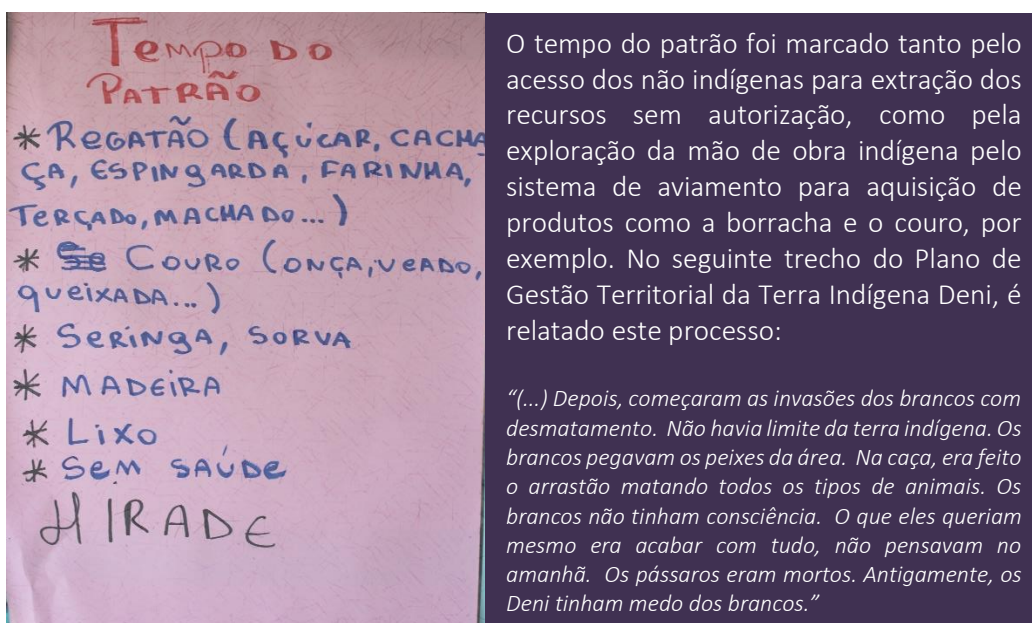 TEMPO DO
PATRÃO
* REGATÃO (AÇÚCAR, CACHA
ÇA, ESPINGARDA, FARINHA,
TERÇADO, MACHADO...)
* COURO (ONÇA, VEADO,
QUEIXADA...)
* SERINGA, SORVA
* MADEIRA
* LIXO
* SEM SAÚDE
HIRADE
O tempo do patrão foi marcado tanto pelo
acesso dos não indígenas para extração dos
recursos sem autorização, como pela
exploração da mão de obra indígena pelo
sistema de aviamento para aquisição de
produtos como a borracha e o couro, por
exemplo. No seguinte trecho do Plano de
Gestão Territorial da Terra Indígena Deni, é
relatado este processo:
“(...) Depois, começaram as invasões dos brancos com
desmatamento. Não havia limite da terra indígena. Os
brancos pegavam os peixes da área. Na caça, era feito
o arrastão matando todos os tipos de animais. Os
brancos não tinham consciência. O que eles queriam
mesmo era acabar com tudo, não pensavam no
amanhã. Os pássaros eram mortos. Antigamente, os
Deni tinham medo dos brancos.”